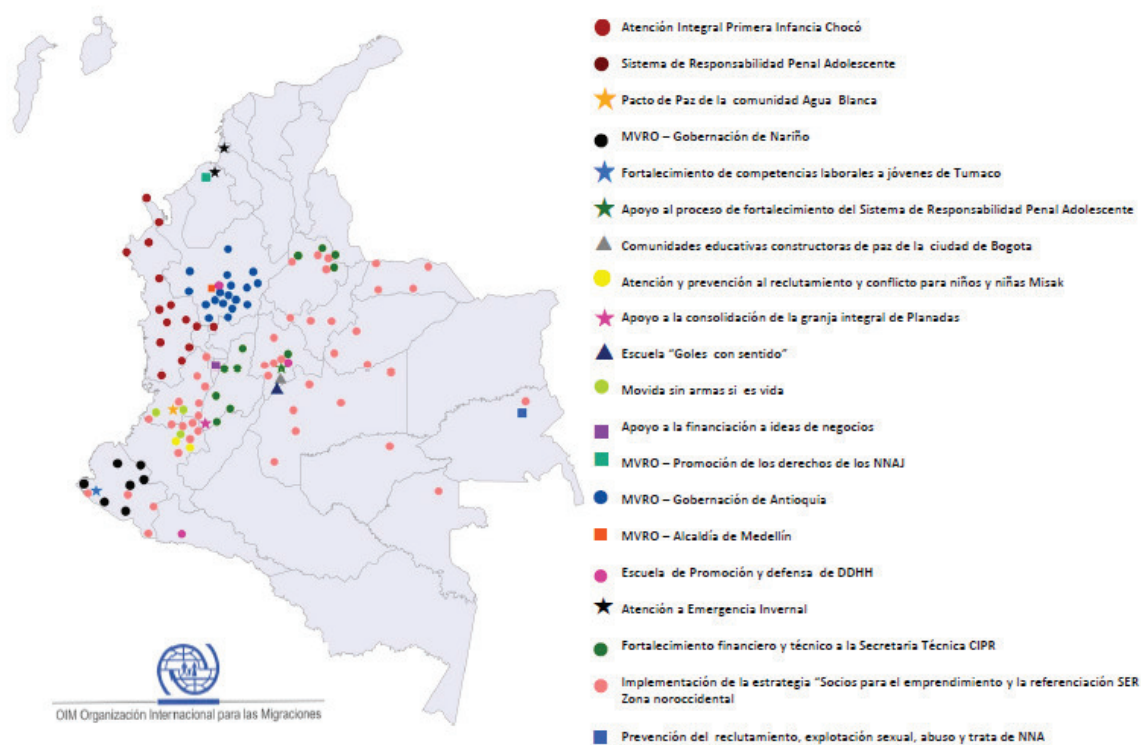 Atención Integral Primera Infancia Chocó
Sistema de Responsabilidad Penal Adolescente
Pacto de Paz de la comunidad Agua Blanca
MVRO – Gobernación de Nariño
Fortalecimiento de competencias laborales a jóvenes de Tumaco
Apoyo al proceso de fortalecimiento del Sistema de Responsabilidad Penal Adolescente
Comunidades educativas constructoras de paz de la ciudad de Bogota
Atención y prevención al reclutamiento y conflicto para niños y niñas Misak
Apoyo a la consolidación de la granja integral de Planadas
Escuela "Goles con sentido"
Movida sin armas si es vida
Apoyo a la financiación a ideas de negocios
MVRO – Promoción de los derechos de los NNAJ
MVRO – Gobernación de Antioquia
MVRO – Alcaldía de Medellín
Escuela de Promoción y defensa de DDHH
Atención a Emergencia Invernal
Fortalecimiento financiero y técnico a la Secretaria Técnica CIPR
Implementación de la estrategia "Socios para el emprendimiento y la referenciación SER
Zona noroccidental
Prevención del reclutamiento, explotación sexual, abuso y trata de NNA
OIM Organización Internacional para las Migraciones